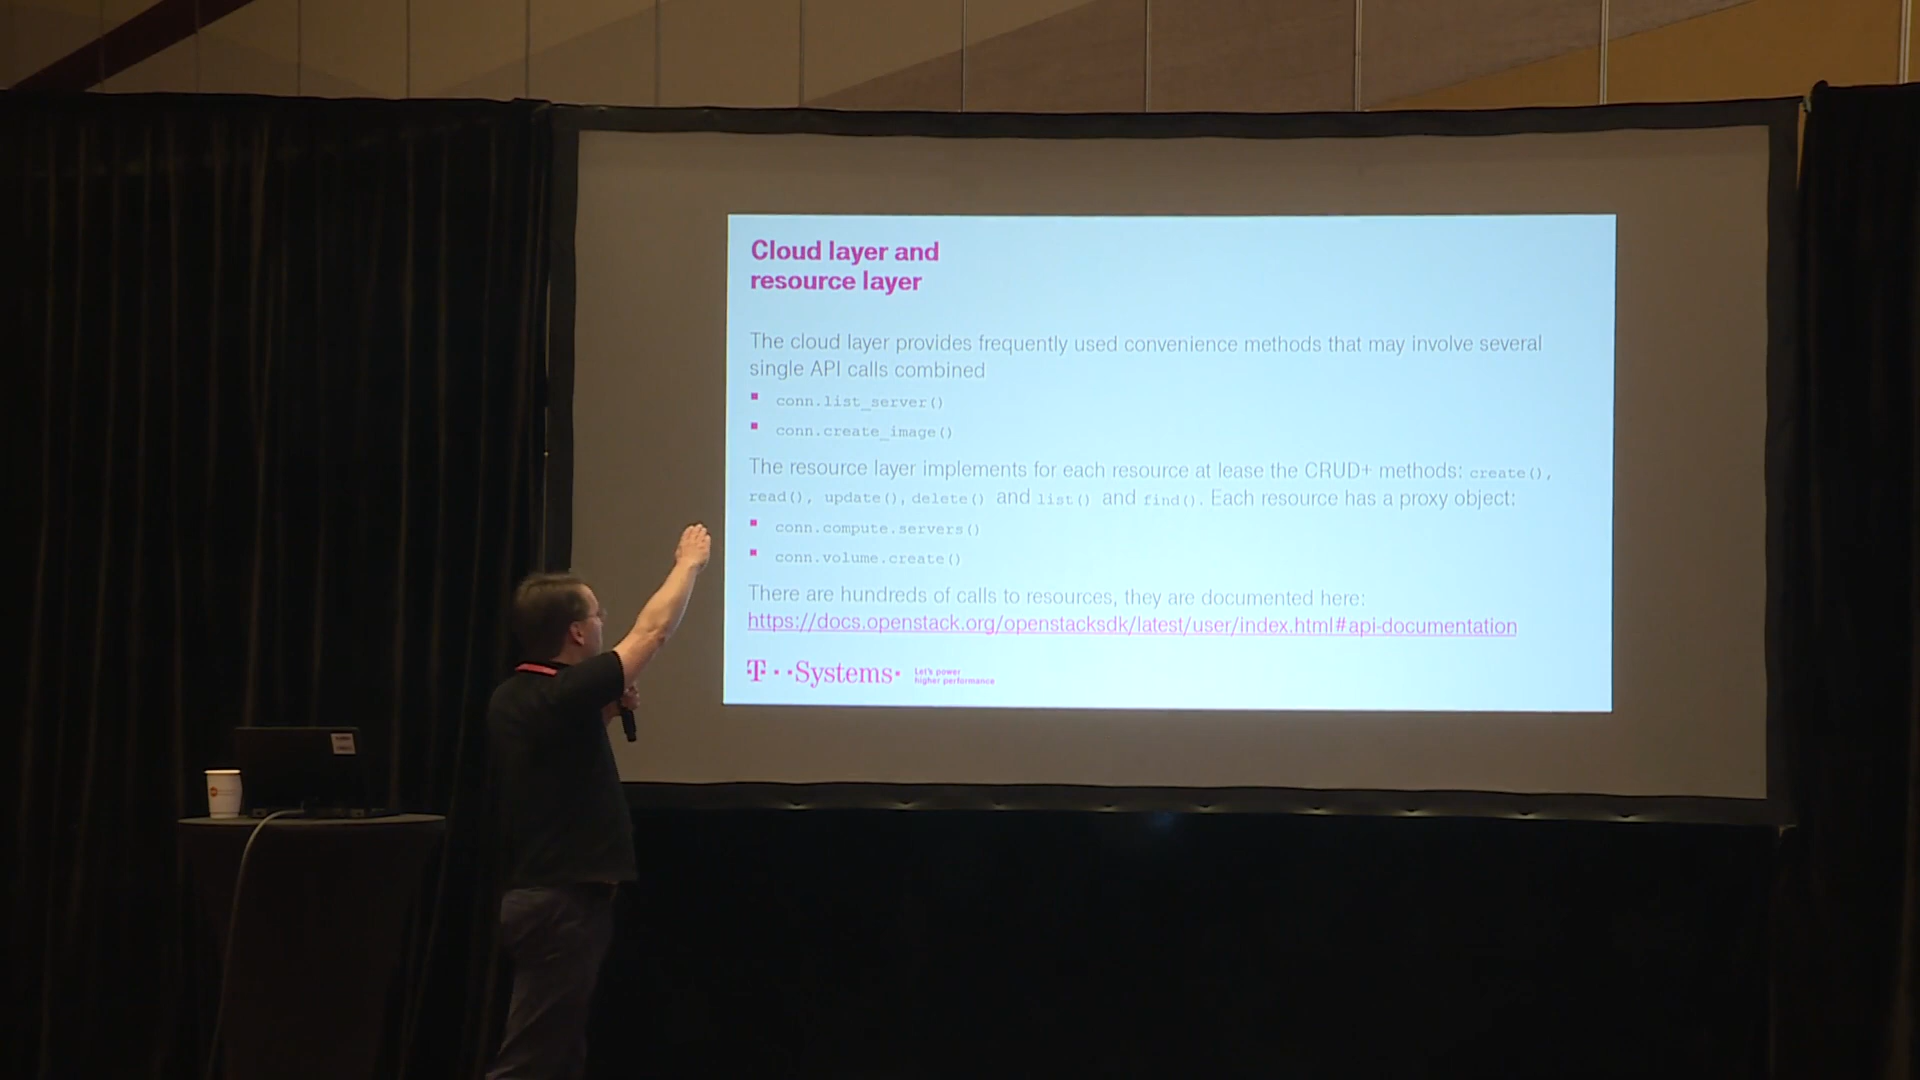 Cloud layer and
resource layer
The cloud layer provides frequently used convenience methods that may involve several
single API calls combined
conn.list_server()
conn.create_image()
The resource layer implements for each resource at lease the CRUD+ methods: create(),
read(), update(), delete() and list() and find(). Each resource has a proxy object:
conn.compute.servers()
conn.volume.create()
There are hundreds of calls to resources, they are documented here:
https://docs.openstack.org/openstacksdk/latest/user/index.html#api-documentation
T · · Systems · Let's power
higher performance